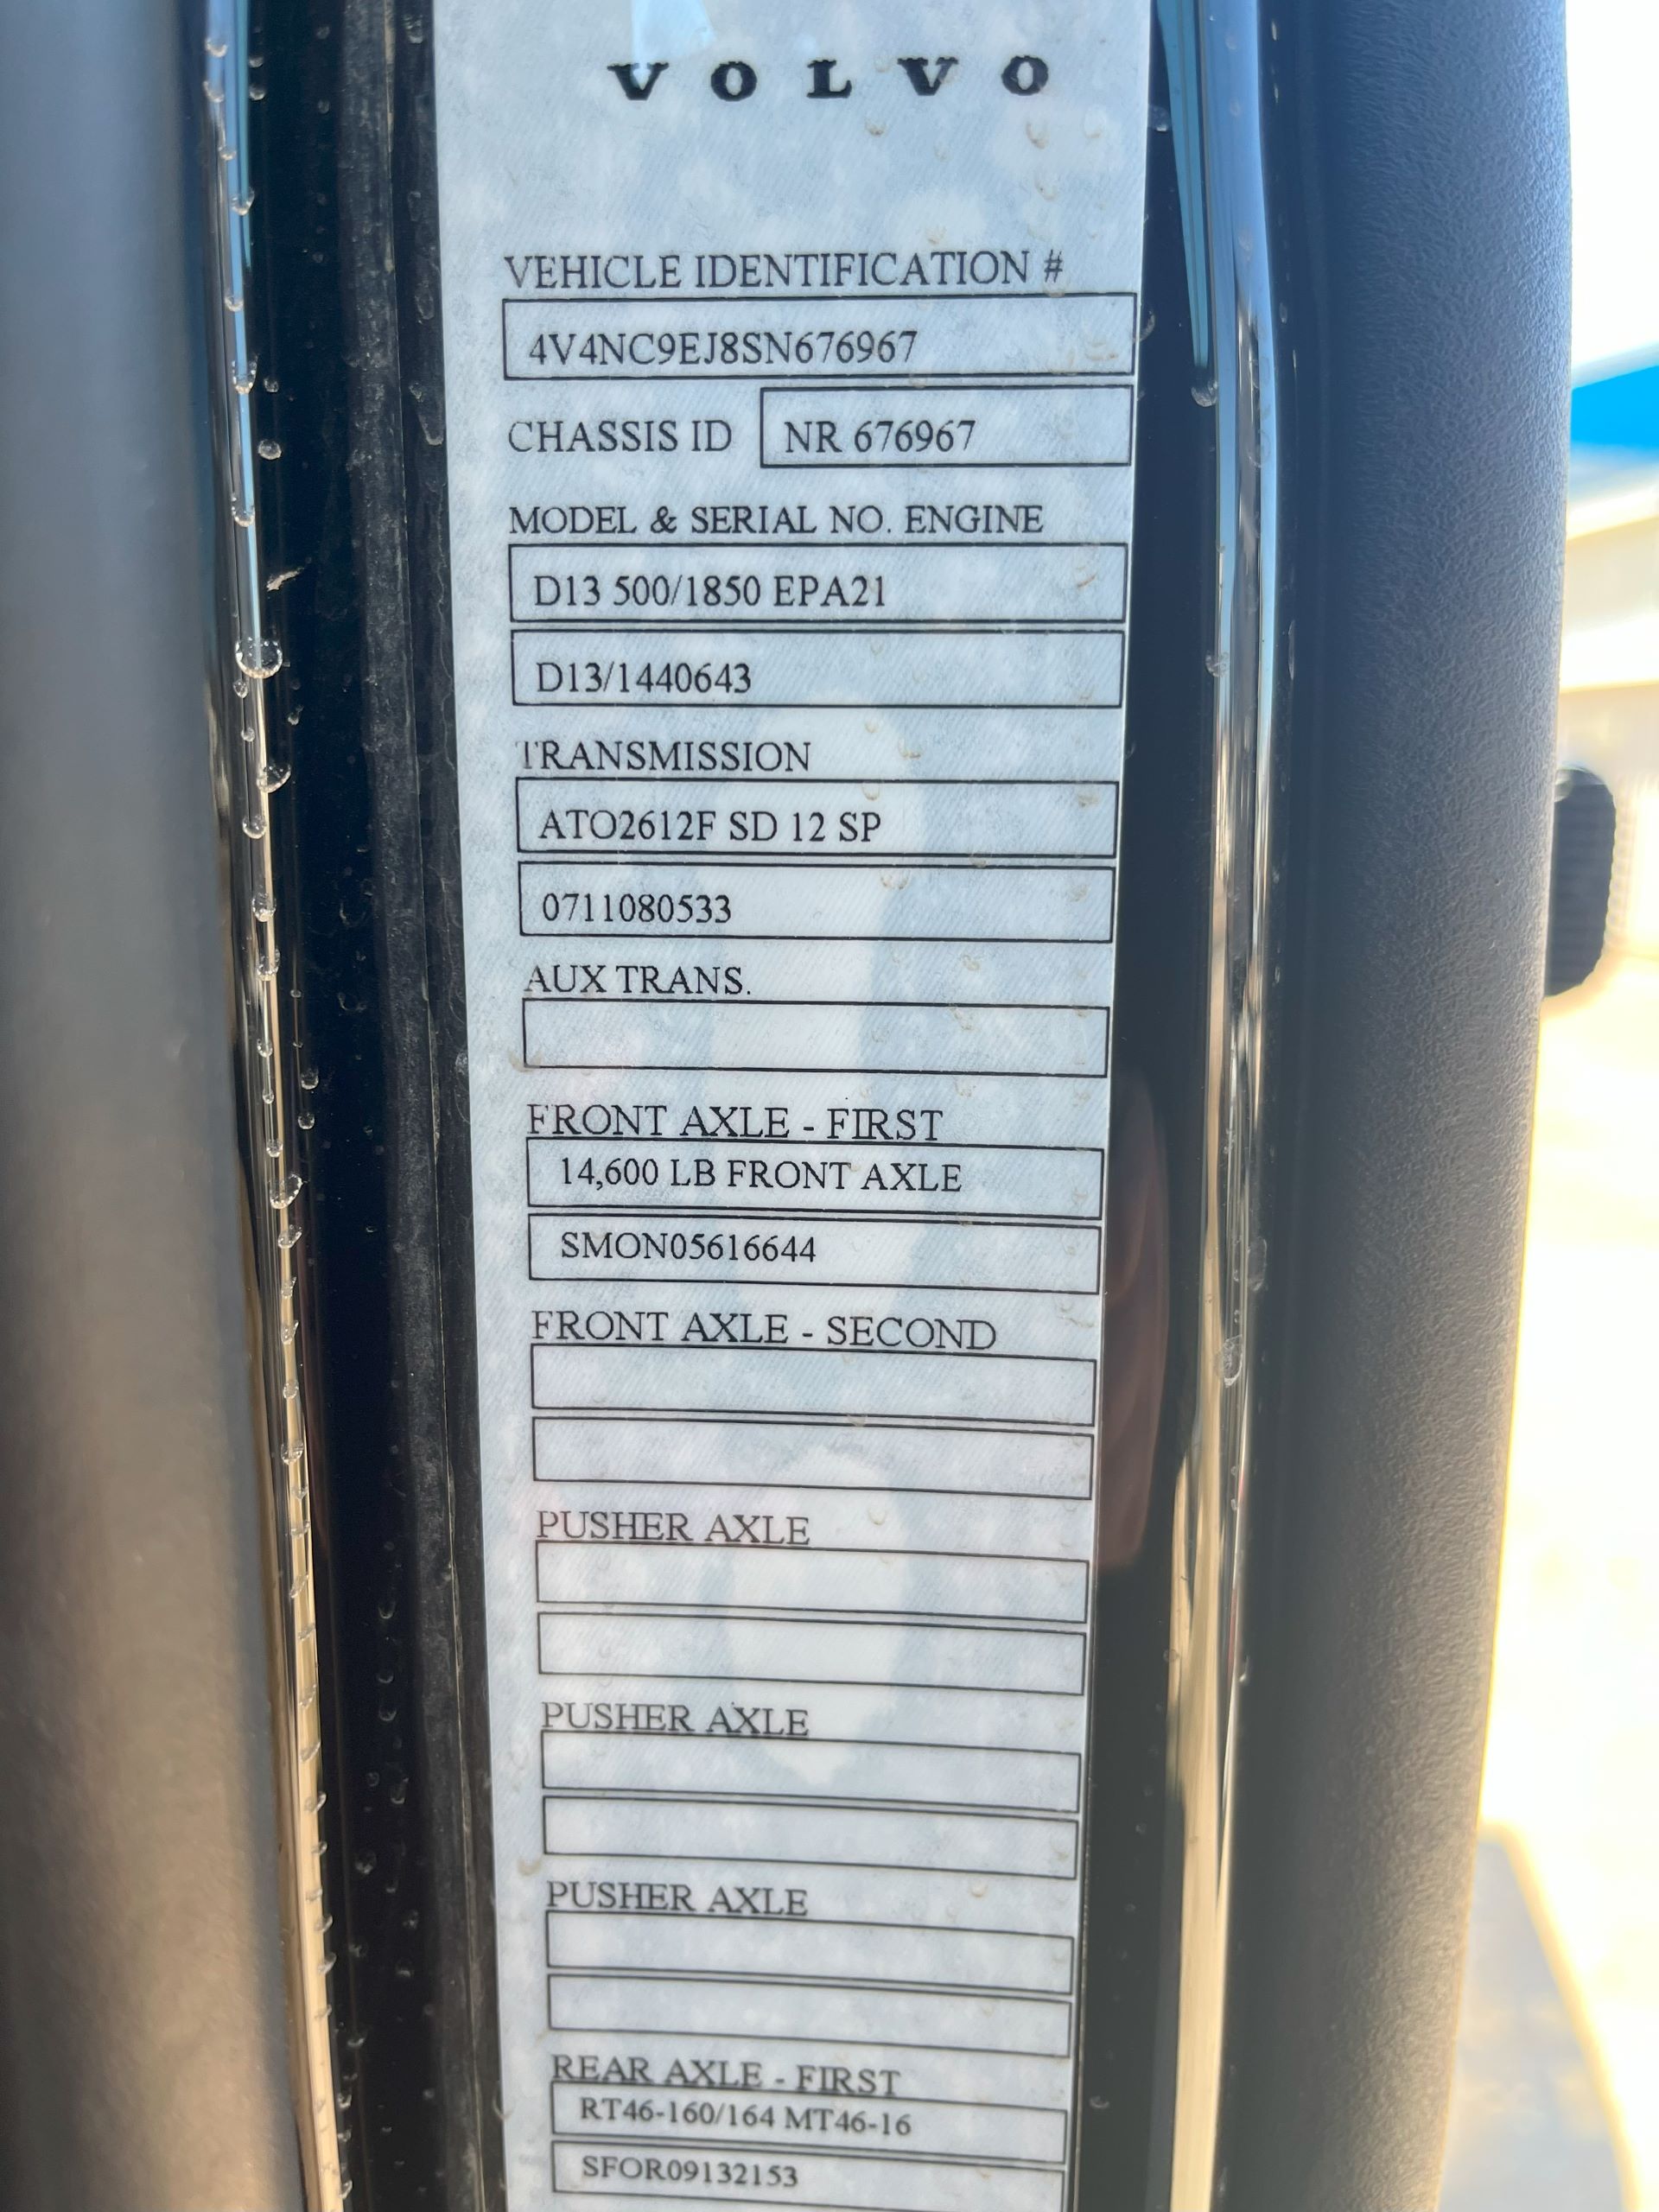 VOLVO
VEHICLE IDENTIFICATION #
4V4NC9EJ8SN676967
CHASSIS ID NR 676967
MODEL & SERIAL NO. ENGINE
D13 500/1850 EPA21
D13/1440643
TRANSMISSION
ATO2612F SD 12 SP
0711080533
AUX TRANS.
FRONT AXLE - FIRST
14,600 LB FRONT AXLE
SMON05616644
FRONT AXLE - SECOND
PUSHER AXLE
PUSHER AXLE
PUSHER AXLE
REAR AXLE - FIRST
RT46-160/164 MT46-16
SFOR09132153